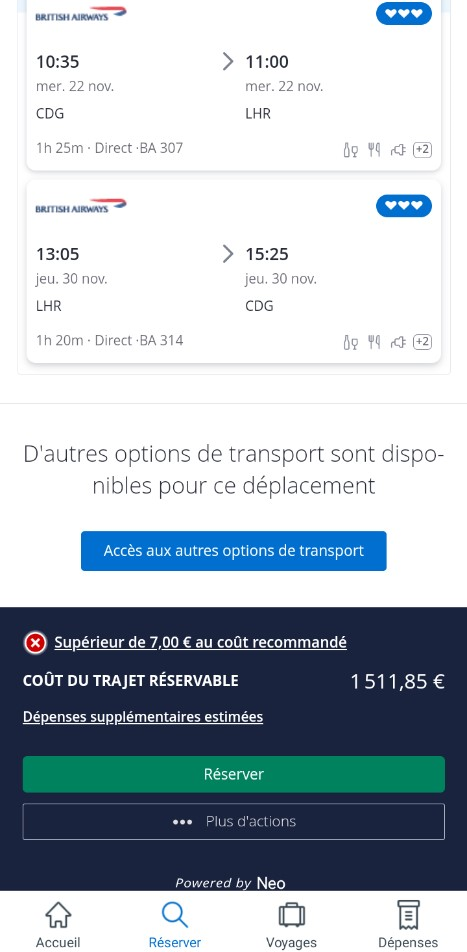 BRITISH AIRWAYS
10:35 11:00
mer. 22 nov. mer. 22 nov.
CDG LHR
1h 25m · Direct ·BA 307 +2
BRITISH AIRWAYS
13:05 15:25
jeu. 30 nov. jeu. 30 nov.
LHR CDG
1h 20m · Direct ·BA 314 +2
D'autres options de transport sont dispo-
nibles pour ce déplacement
Accès aux autres options de transport
Supérieur de 7,00 € au coût recommandé
COÛT DU TRAJET RÉSERVABLE 1 511,85 €
Dépenses supplémentaires estimées
Réserver
••• Plus d'actions
Powered by Neo
Accueil Réserver Voyages Dépenses